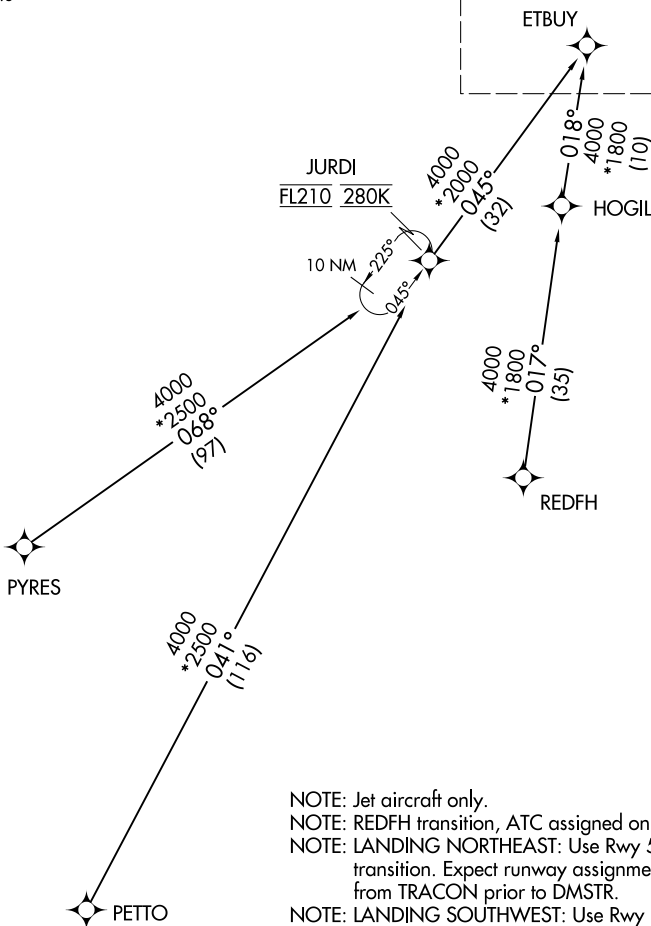 ETBUY
018°
4000
*1800
(10)
JURDI
FL210 280K
4000
*2000
045°
(32)
HOGIL
10 NM
225°
045°
4000
*1800
017°
(35)
4000
*2500
068°
(97)
REDFH
PYRES
4000
*2500
041°
(116)
NOTE: Jet aircraft only.
NOTE: REDFH transition, ATC assigned on
NOTE: LANDING NORTHEAST: Use Rwy 5
transition. Expect runway assignme
from TRACON prior to DMSTR.
PETTO
NOTE: LANDING SOUTHWEST: Use Rwy